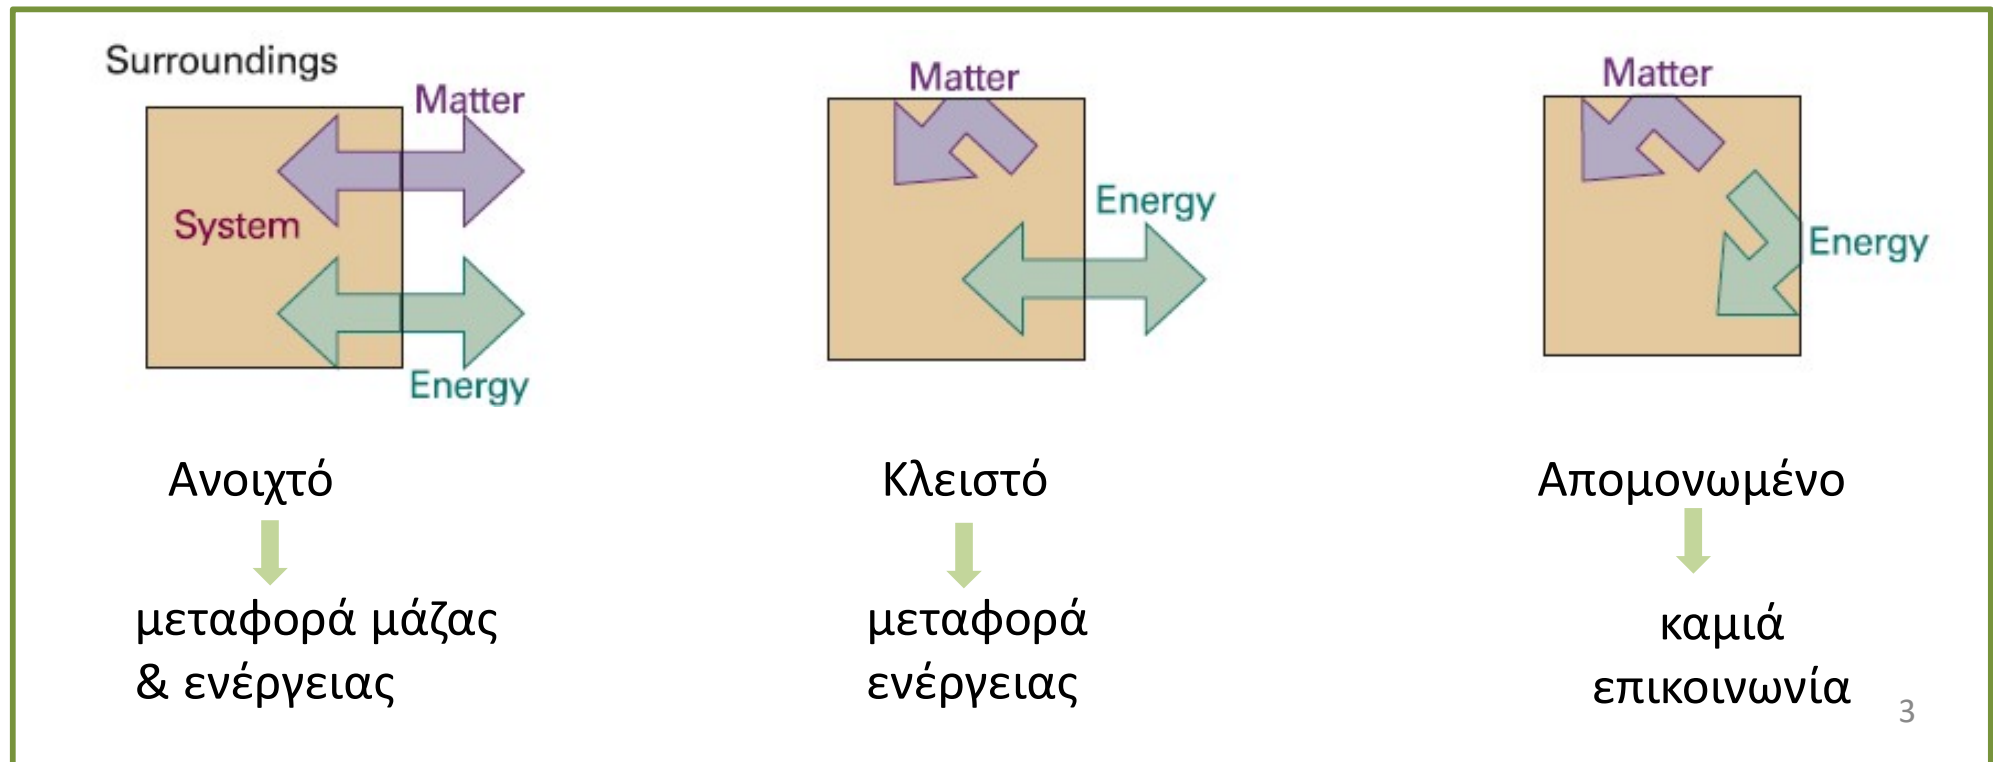 Surroundings
Matter
System
Energy
Matter
Energy
Matter
Energy
Ανοιχτό
Κλειστό
Απομονωμένο
μεταφορά μάζας
& ενέργειας
μεταφορά
ενέργειας
καμιά
επικοινωνία
3